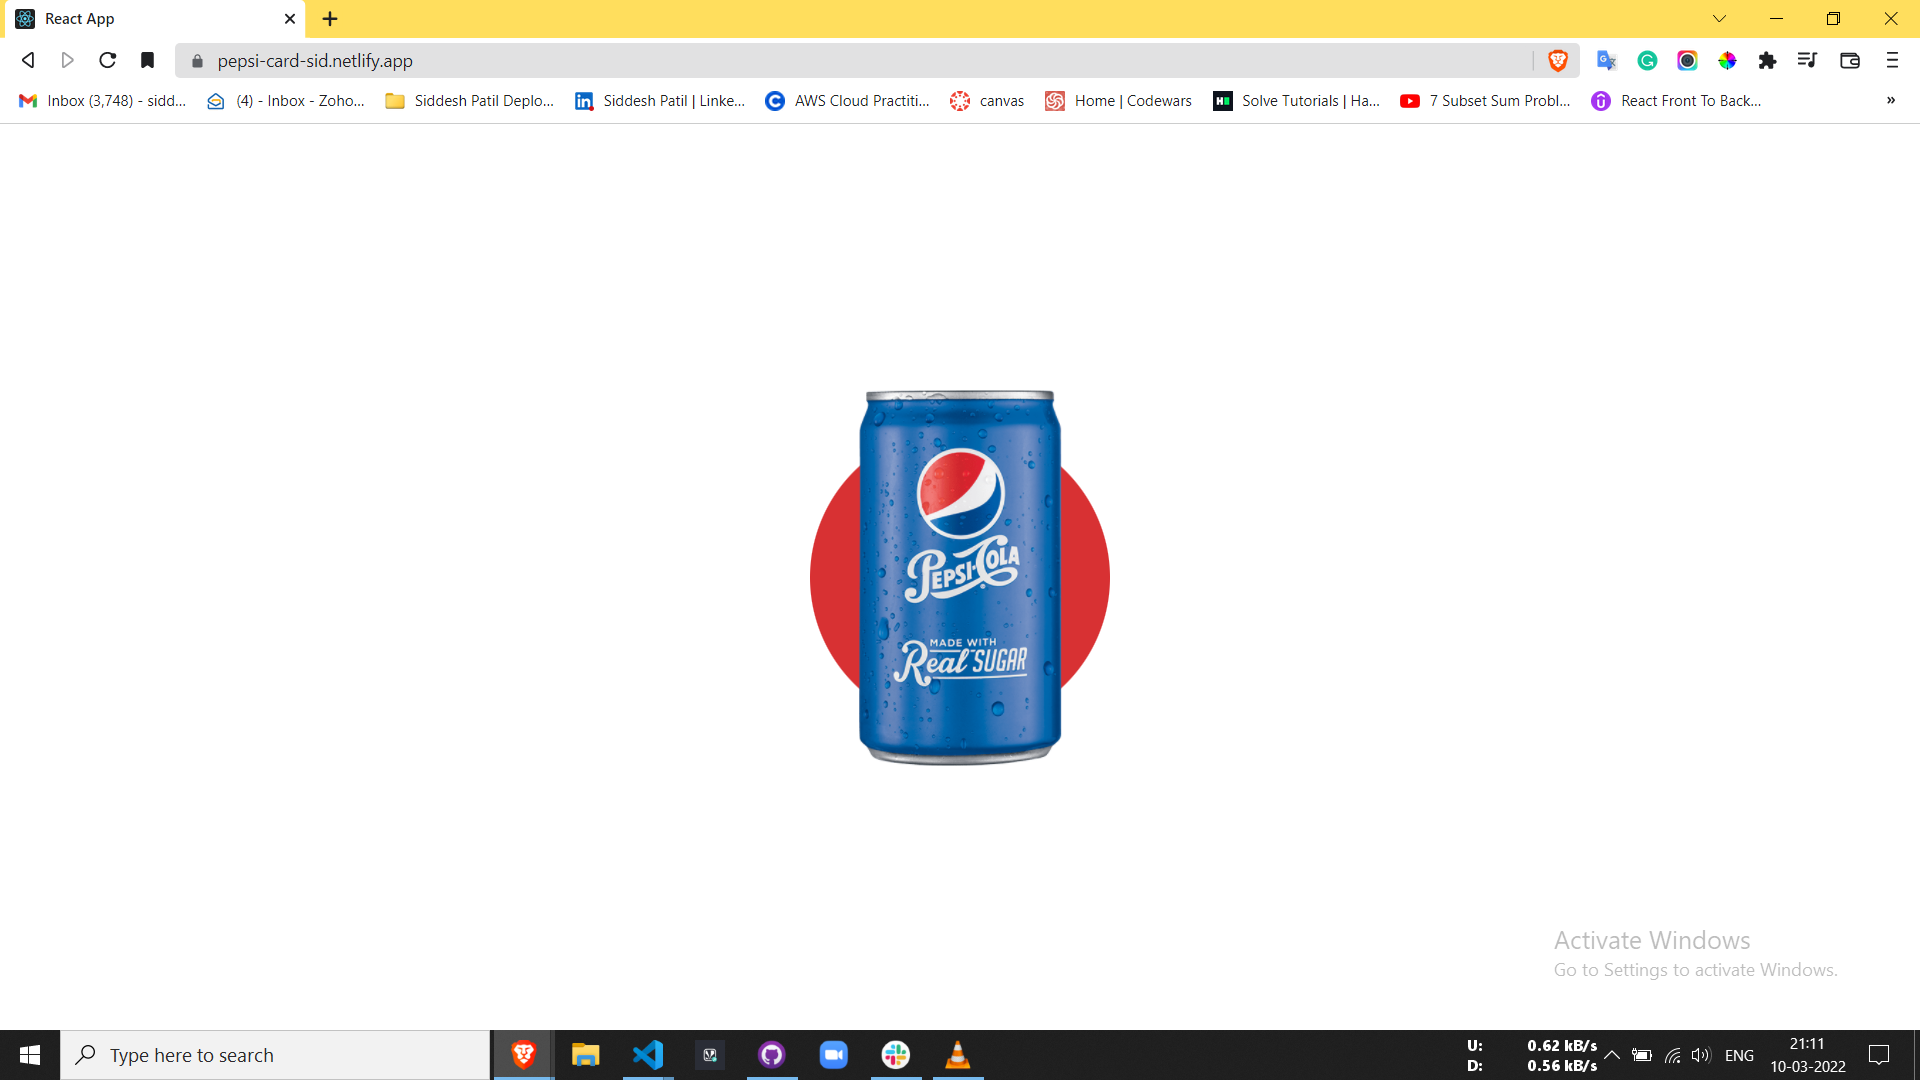 React App
pepsi-card-sid.netlify.app
Inbox (3,748) - sidd...
(4) - Inbox - Zoho...
Siddesh Patil Deplo...
Siddesh Patil | Linke...
AWS Cloud Practiti...
canvas
Home | Codewars
Solve Tutorials | Ha...
7 Subset Sum Probl...
React Front To Back...
»
PEPSI-COLA
MADE WITH
Real SUGAR
Activate Windows
Go to Settings to activate Windows.
Type here to search
U: 0.62 kB/s
D: 0.56 kB/s
ENG
21:11
10-03-2022